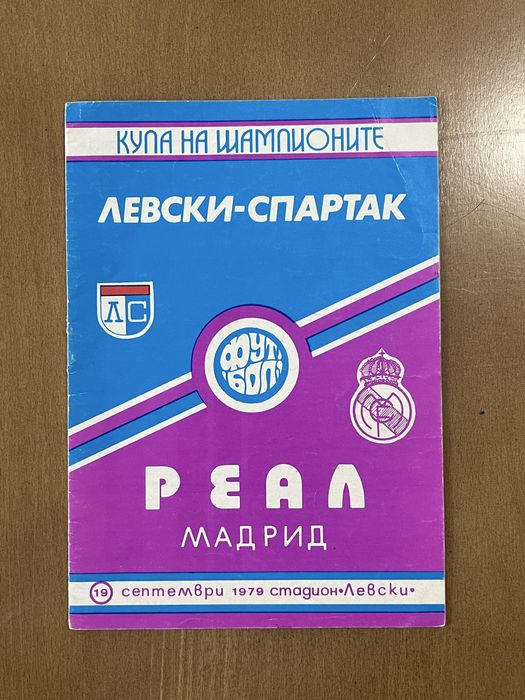 КУПА НА ШАМПИОНИТЕ
ЛЕВСКИ-СПАРТАК
ЛС
ФУТ
БОЛ
РЕАЛ
МАДРИД
19 септември 1979 стадион•Левски•